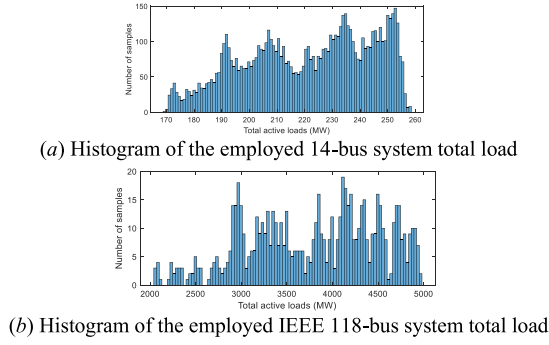 150
100
50
0
Number of samples
170 180 190 200 210 220 230 240 250 260
Total active loads (MW)
(a) Histogram of the employed 14-bus system total load
20
15
10
5
0
Number of samples
2000 2500 3000 3500 4000 4500 5000
Total active loads (MW)
(b) Histogram of the employed IEEE 118-bus system total load